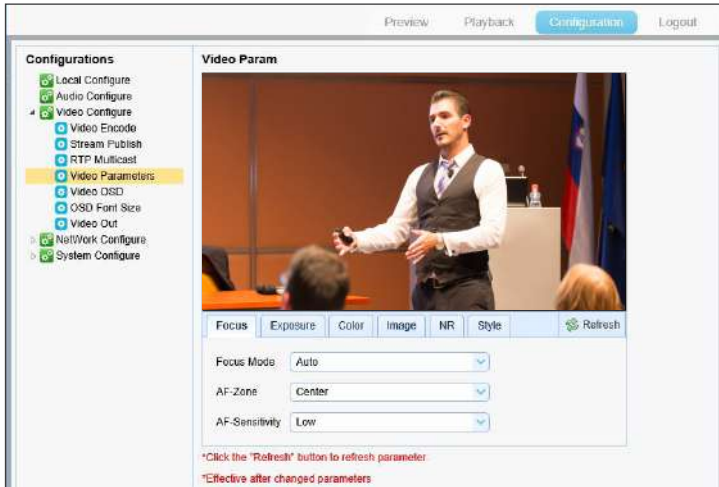 Preview Playback Configuration Logout
Configurations
Local Configure
Audio Configure
Video Configure
Video Encode
Stream Publish
RTP Multicast
Video Parameters
Video OSD
OSD Font Size
Video Out
NetWork Configure
System Configure
Video Param
Focus Exposure Color Image NR Style Refresh
Focus Mode Auto
AF-Zone Center
AF-Sensitivity Low
*Click the "Refresh" button to refresh parameter
*Effective after changed parameters